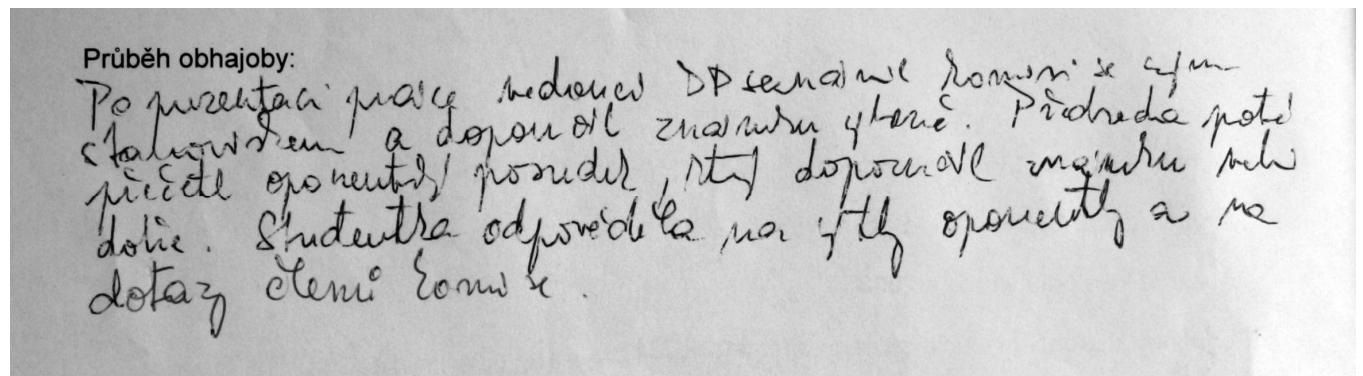 Průběh obhajoby:
Po prezentaci práce vedoucí DP seznámil komisi se svým
stanoviskem a doporučil známku výborně. Předseda poté
přečetl oponentský posudek, který doporučil známku velmi
dobře. Studentka odpověděla na výtky oponentky a na
dotazy členů komise.